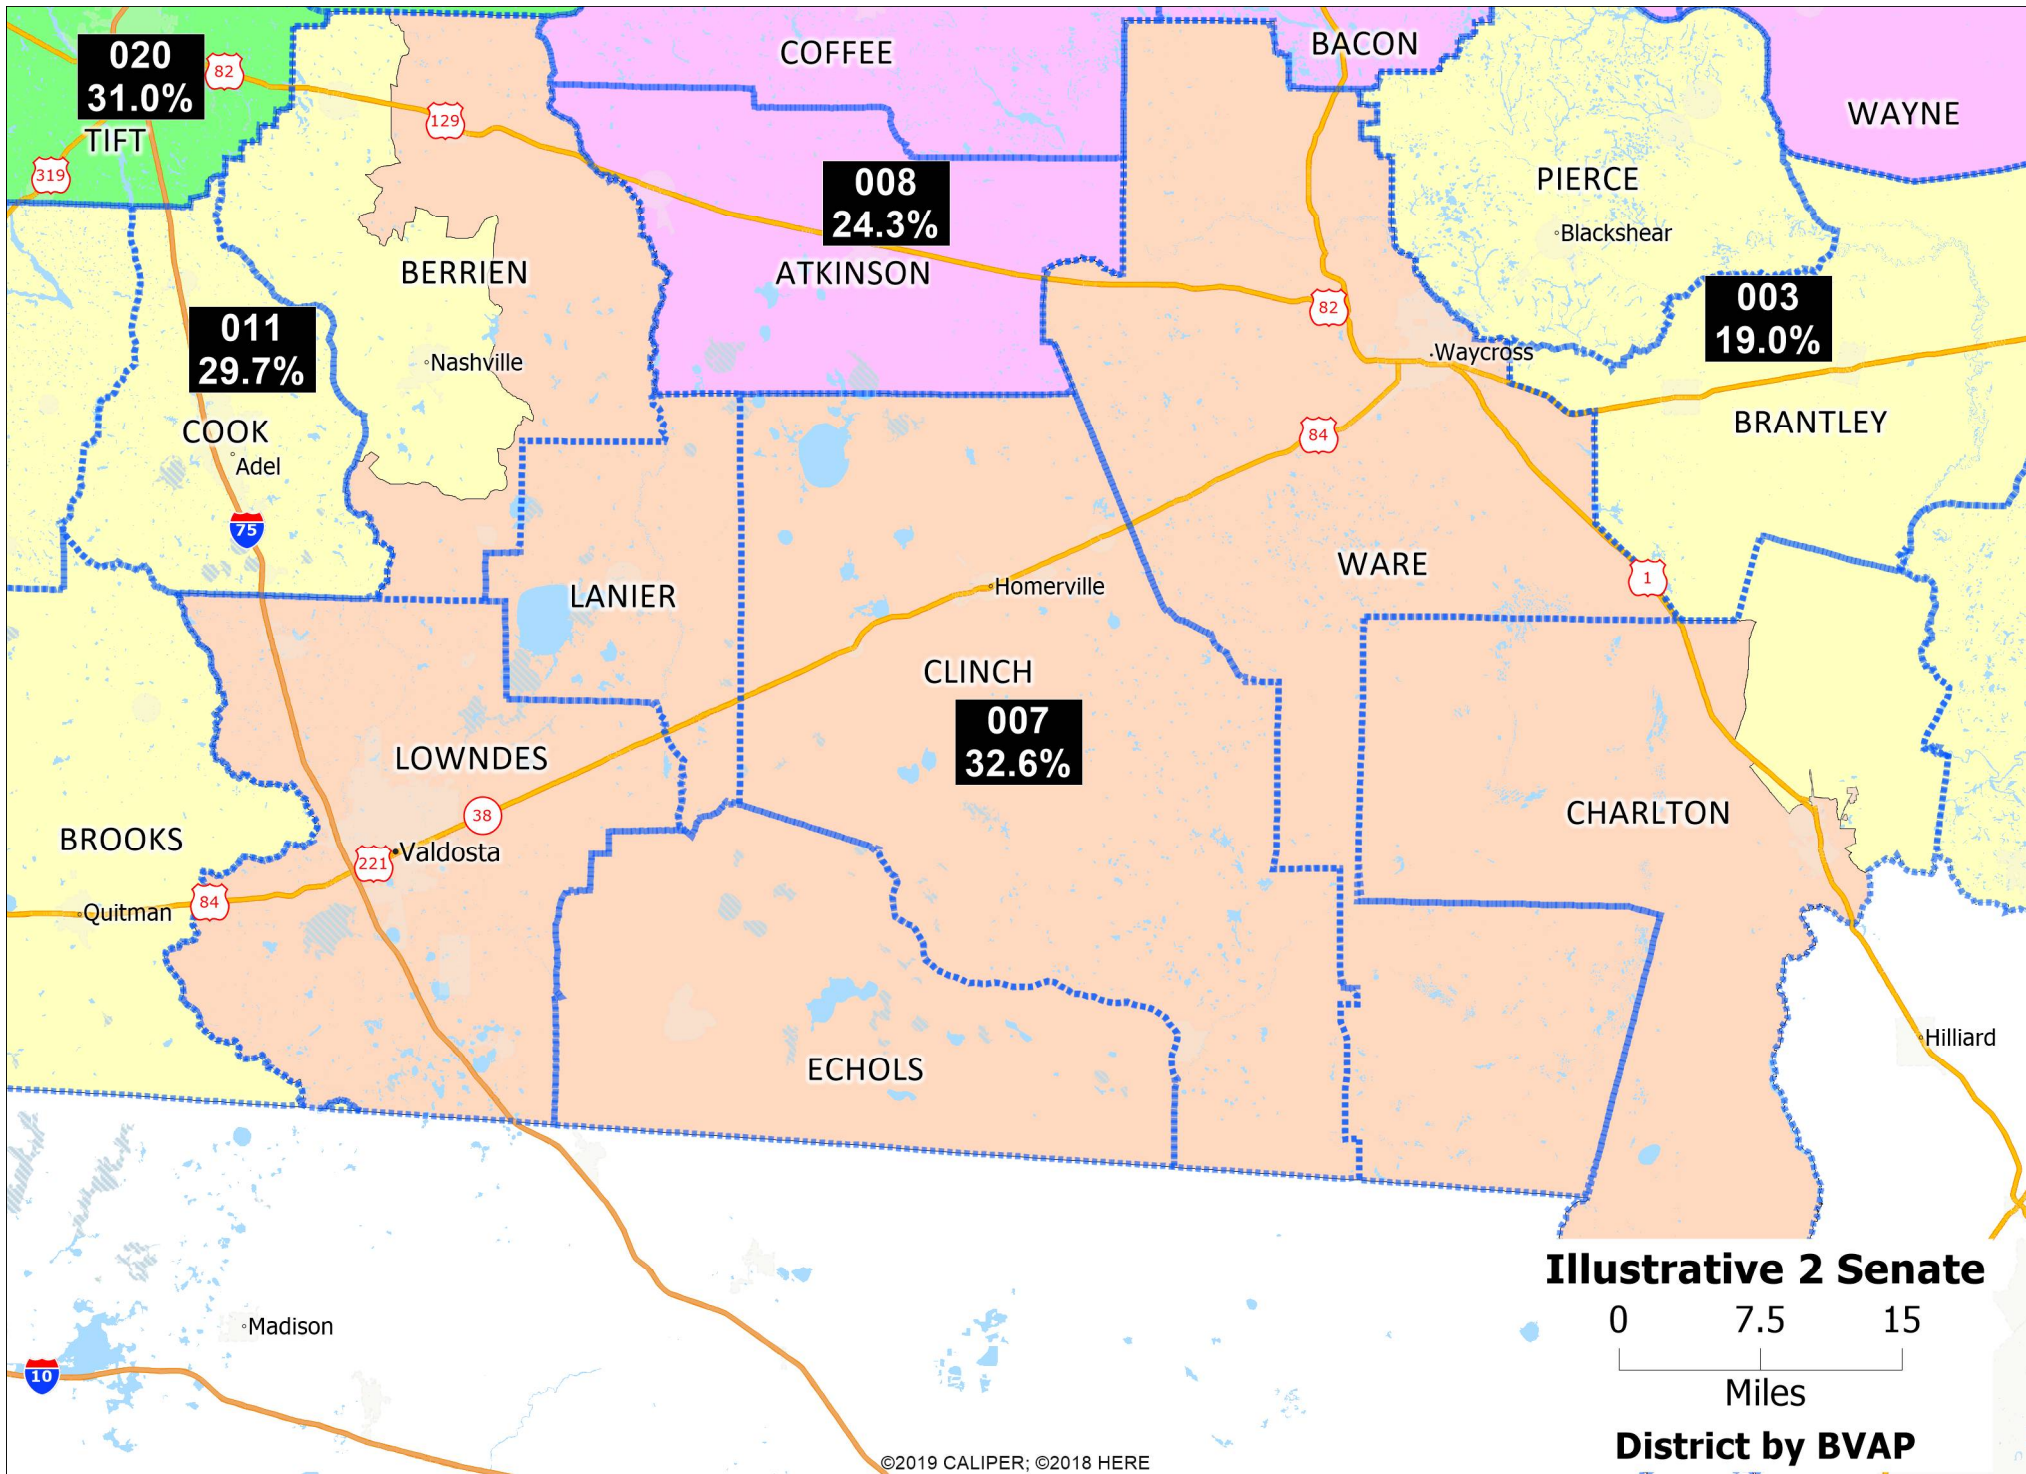 020
31.0%
82
TIFT
319
129
COFFEE
BACON
WAYNE
008
24.3%
ATKINSON
PIERCE
Blackshear
BERRIEN
003
19.0%
82
011
29.7%
Nashville
Waycross
COOK
Adel
84
BRANTLEY
75
WARE
1
LANIER
Homerville
CLINCH
007
32.6%
LOWNDES
38
CHARLTON
BROOKS
221
Valdosta
84
Quitman
ECHOLS
Hilliard
Illustrative 2 Senate
0 7.5 15
Miles
District by BVAP
Madison
10
©2019 CALIPER; ©2018 HERE